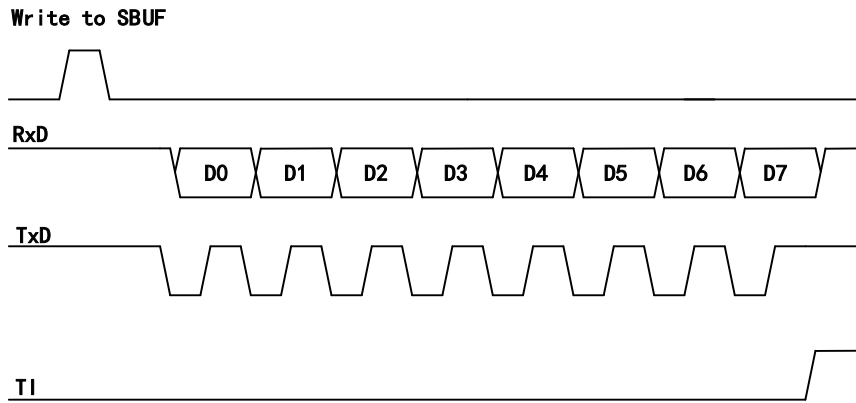 Write to SBUF
RxD
D0 D1 D2 D3 D4 D5 D6 D7
TxD
TI